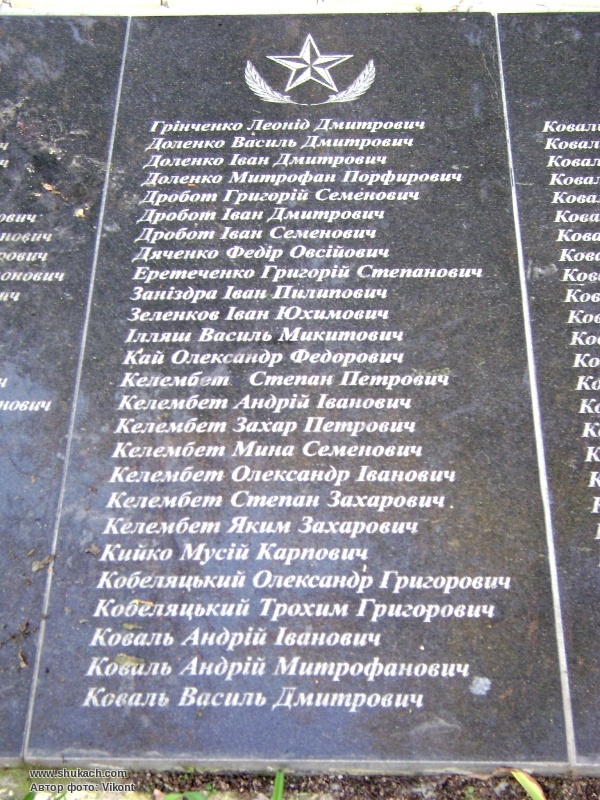 Грінченко Леонід Дмитрович
Доленко Василь Дмитрович
Доленко Іван Дмитрович
Доленко Митрофан Порфирович
Дробот Григорій Семенович
Дробот Іван Дмитрович
Дробот Іван Семенович
Дяченко Федір Овсійович
Еретеченко Григорій Степанович
Заніздра Іван Пилипович
Зеленков Іван Юхимович
Ілляш Василь Микитович
Кай Олександр Федорович
Келембет Степан Петрович
Келембет Андрій Іванович
Келембет Захар Петрович
Келембет Мина Семенович
Келембет Олександр Іванович
Келембет Степан Захарович
Келембет Яким Захарович
Кийко Мусій Карпович
Кобеляцький Олександр Григорович
Кобеляцький Трохим Григорович
Коваль Андрій Іванович
Коваль Андрій Митрофанович
Коваль Василь Дмитрович
www.shukach.com
Автор фото: Vikont